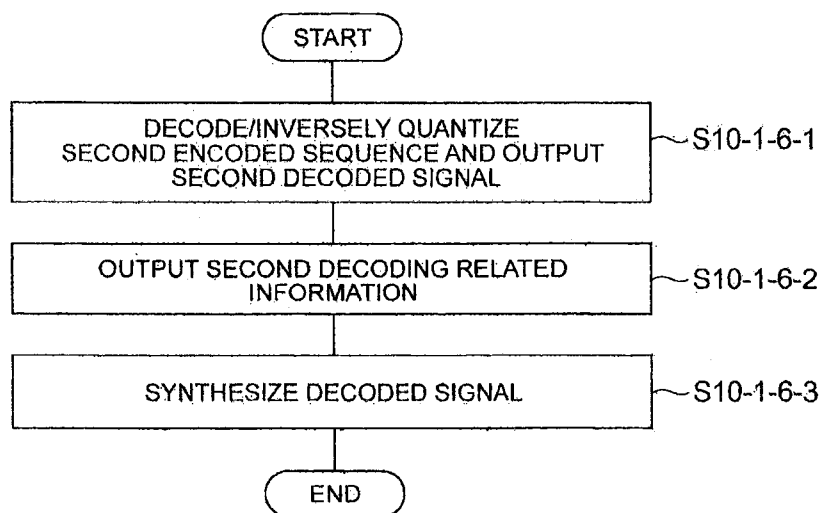 START
DECODE/INVERSELY QUANTIZE
SECOND ENCODED SEQUENCE AND OUTPUT
SECOND DECODED SIGNAL
S10-1-6-1
OUTPUT SECOND DECODING RELATED
INFORMATION
S10-1-6-2
SYNTHESIZE DECODED SIGNAL
S10-1-6-3
END